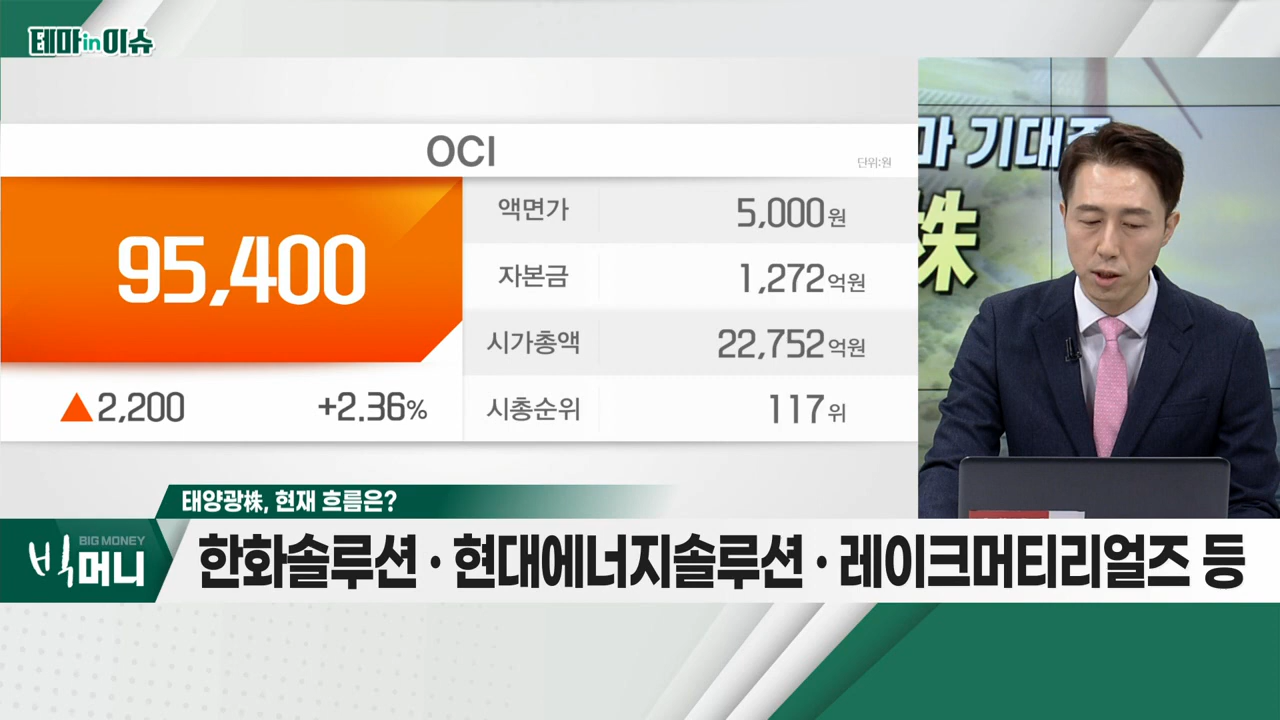 테마in이슈
마 기대주
株
OCI
단위:원
95,400
▲2,200 +2.36%
액면가 5,000원
자본금 1,272억원
시가총액 22,752억원
시총순위 117위
태양광株, 현재 흐름은?
BIG MONEY
빅머니
한화솔루션·현대에너지솔루션·레이크머티리얼즈 등